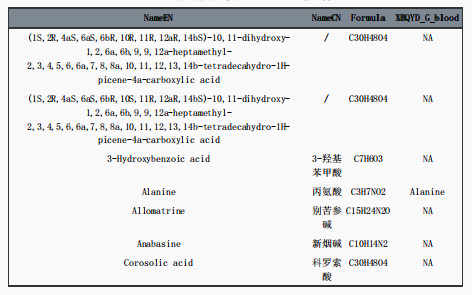 NameEN NameCN Formula XBQYD_G_blood
(1S,2R,4aS,6aS,6bR,10R,11R,12aR,14bS)-10,11-dihydroxy- / C30H48O4 NA
1,2,6a,6b,9,9,12a-heptamethyl-
2,3,4,5,6,6a,7,8,8a,10,11,12,13,14b-tetradecahydro-1H-
picene-4a-carboxylic acid
(1S,2R,4aS,6aS,6bR,10S,11R,12aR,14bS)-10,11-dihydroxy- / C30H48O4 NA
1,2,6a,6b,9,9,12a-heptamethyl-
2,3,4,5,6,6a,7,8,8a,10,11,12,13,14b-tetradecahydro-1H-
picene-4a-carboxylic acid
3-Hydroxybenzoic acid 3-羟基 C7H6O3 NA
苯甲酸
Alanine 丙氨酸 C3H7NO2 Alanine
Allomatrine 别苦参 C15H24N2O NA
碱
Anabasine 新烟碱 C10H14N2 NA
Corosolic acid 科罗索 C30H48O4 NA
酸